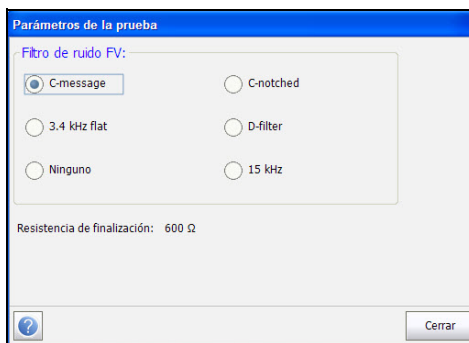 Parámetros de la prueba
Filtro de ruido FV:
C-message
C-notched
3.4 kHz flat
D-filter
Ninguno
15 kHz
Resistencia de finalización: 600 Ω
?
Cerrar